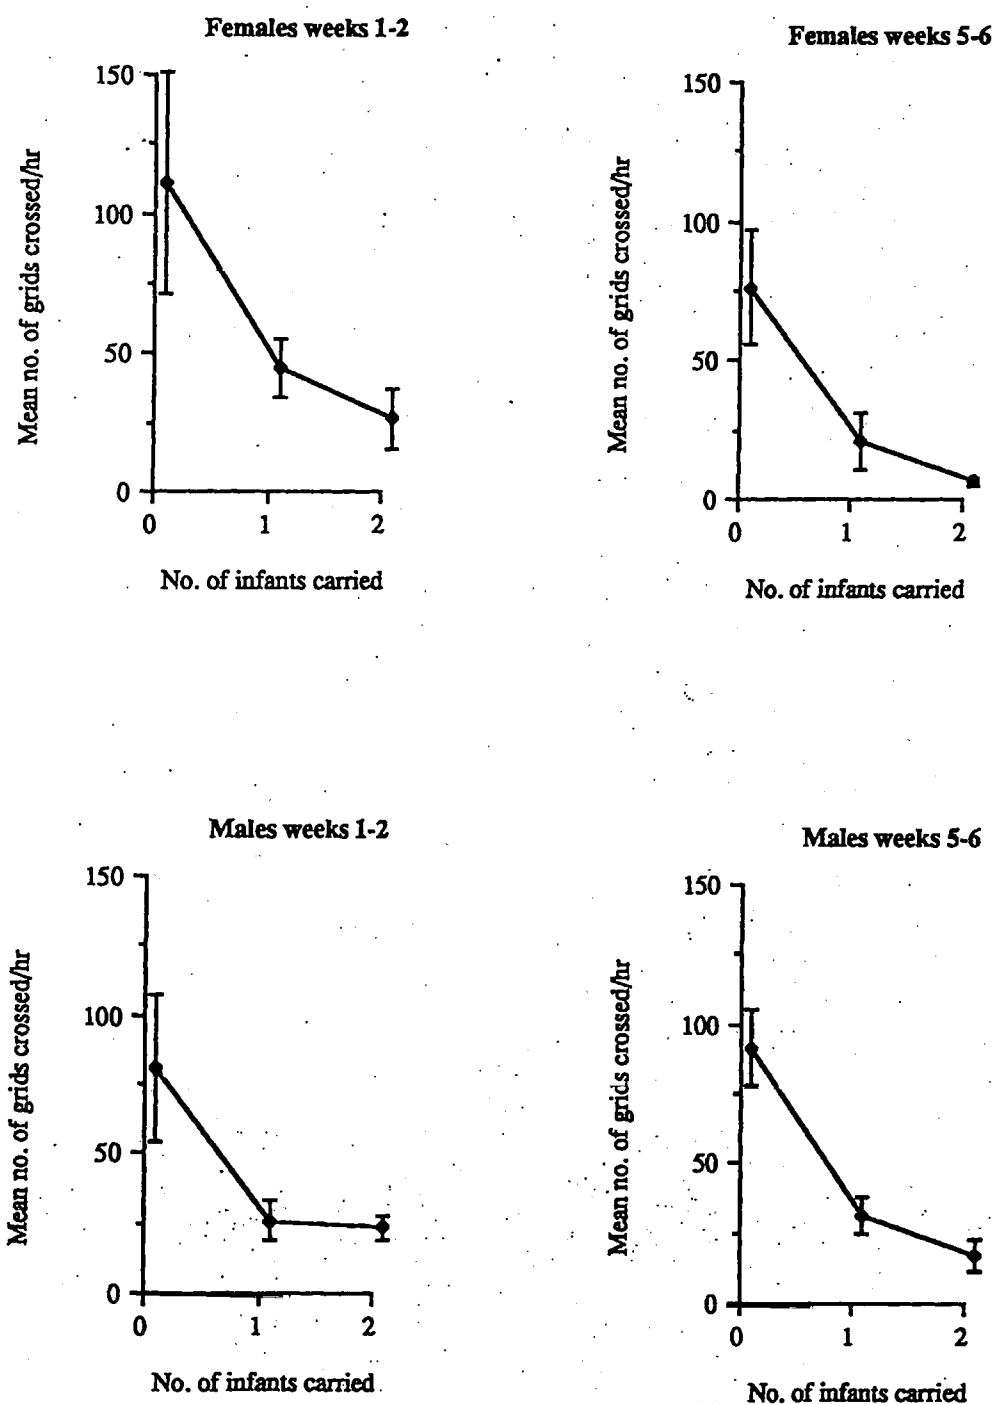 Females weeks 1-2
150
100
50
0
0 1 2
Mean no. of grids crossed/hr
No. of infants carried
Females weeks 5-6
150
100
50
0
0 1 2
Mean no. of grids crossed/hr
No. of infants carried
Males weeks 1-2
150
100
50
0
0 1 2
Mean no. of grids crossed/hr
No. of infants carried
Males weeks 5-6
150
100
50
0
0 1 2
Mean no. of grids crossed/hr
No. of infants carried